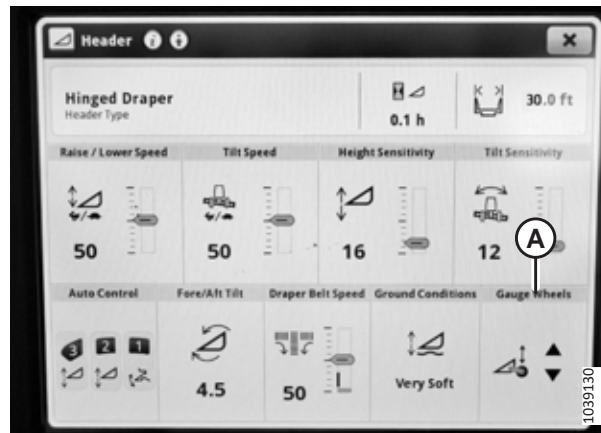 Header
Hinged Draper
Header Type
0.1 h
30.0 ft
Raise / Lower Speed
Tilt Speed
Height Sensitivity
Tilt Sensitivity
50
50
16
12
A
Auto Control
Fore/Aft Tilt
Draper Belt Speed
Ground Conditions
Gauge Wheels
3 2 1
4.5
50
Very Soft
1039130